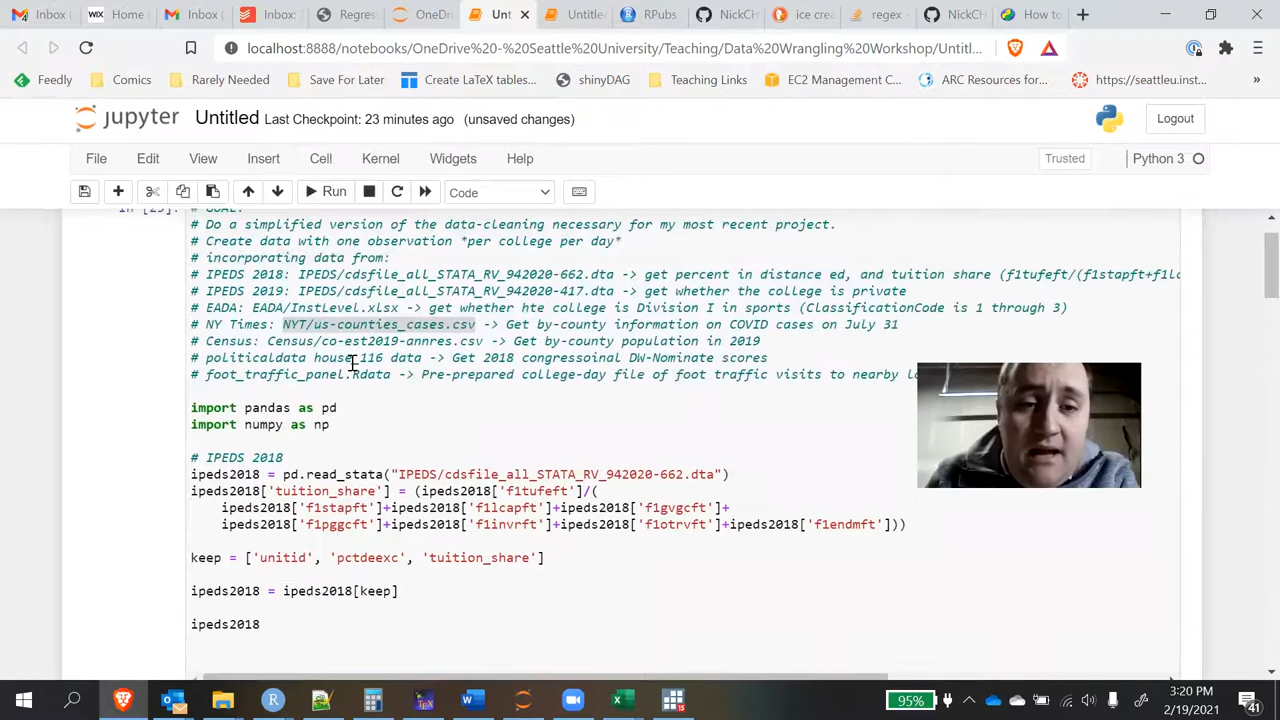 Inbox (
Home
Inbox (
Inbox:
Regress
OneDri
Unt
Untitled
RPubs
NickCH
ice crea
regex -
NickCH
How to
localhost:8888/notebooks/OneDrive%20-%20Seattle%20University/Teaching/Data%20Wrangling%20Workshop/Untitl...
Feedly
Comics
Rarely Needed
Save For Later
Create LaTeX tables...
shinyDAG
Teaching Links
EC2 Management C...
ARC Resources for...
https://seattleu.inst...
»
jupyter Untitled Last Checkpoint: 23 minutes ago (unsaved changes)
Logout
File Edit View Insert Cell Kernel Widgets Help
Trusted
Python 3
Run
Code
In [25]: # GOAL:
# Do a simplified version of the data-cleaning necessary for my most recent project.
# Create data with one observation *per college per day*
# incorporating data from:
# IPEDS 2018: IPEDS/cdsfile_all_STATA_RV_942020-662.dta -> get percent in distance ed, and tuition share (f1tufeft/(f1stapft+f1lc
# IPEDS 2019: IPEDS/cdsfile_all_STATA_RV_942020-417.dta -> get whether the college is private
# EADA: EADA/InstLevel.xlsx -> get whether hte college is Division I in sports (ClassificationCode is 1 through 3)
# NY Times: NYT/us-counties_cases.csv -> Get by-county information on COVID cases on July 31
# Census: Census/co-est2019-annres.csv -> Get by-county population in 2019
# politicaldata house_116 data -> Get 2018 congressoinal DW-Nominate scores
# foot_traffic_panel.Rdata -> Pre-prepared college-day file of foot traffic visits to nearby lo
import pandas as pd
import numpy as np
# IPEDS 2018
ipeds2018 = pd.read_stata("IPEDS/cdsfile_all_STATA_RV_942020-662.dta")
ipeds2018['tuition_share'] = (ipeds2018['f1tufeft']/(
ipeds2018['f1stapft']+ipeds2018['f1lcapft']+ipeds2018['f1gvgcft']+
ipeds2018['f1pggcft']+ipeds2018['f1invrft']+ipeds2018['f1otrvft']+ipeds2018['f1endmft']))
keep = ['unitid', 'pctdeexc', 'tuition_share']
ipeds2018 = ipeds2018[keep]
ipeds2018
95%
3:20 PM
2/19/2021
41